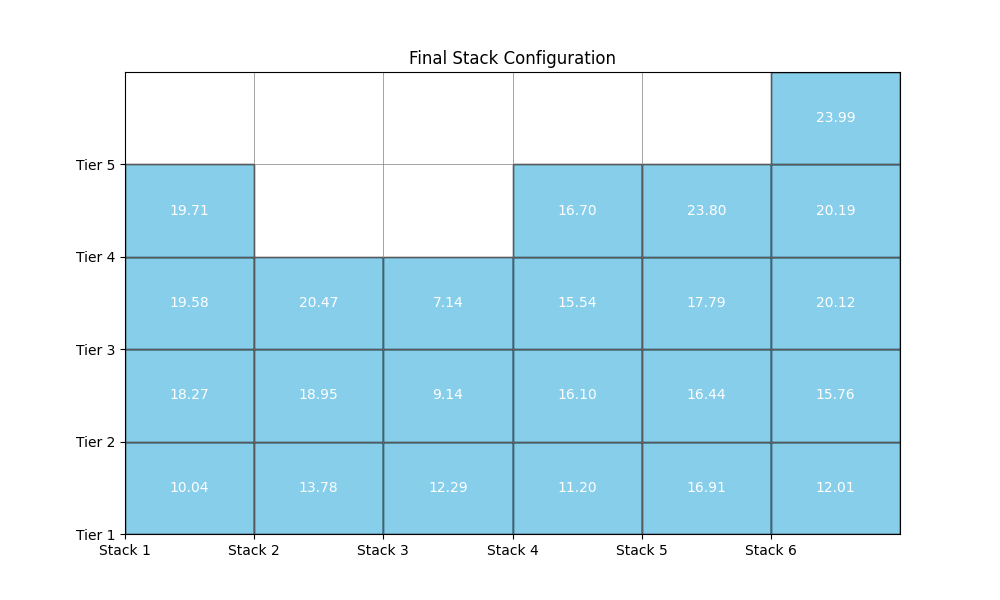 Final Stack Configuration
23.99
Tier 5
19.71 16.70 23.80 20.19
Tier 4
19.58 20.47 7.14 15.54 17.79 20.12
Tier 3
18.27 18.95 9.14 16.10 16.44 15.76
Tier 2
10.04 13.78 12.29 11.20 16.91 12.01
Tier 1
Stack 1 Stack 2 Stack 3 Stack 4 Stack 5 Stack 6